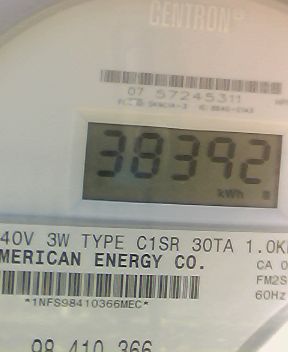 CENTRON®
07 57245311
38392
kWh
40V 3W TYPE C1SR 30TA 1.0K
MERICAN ENERGY CO.
CA 0
FM2S
60Hz
*1NFS98410366MEC*
98 410 366